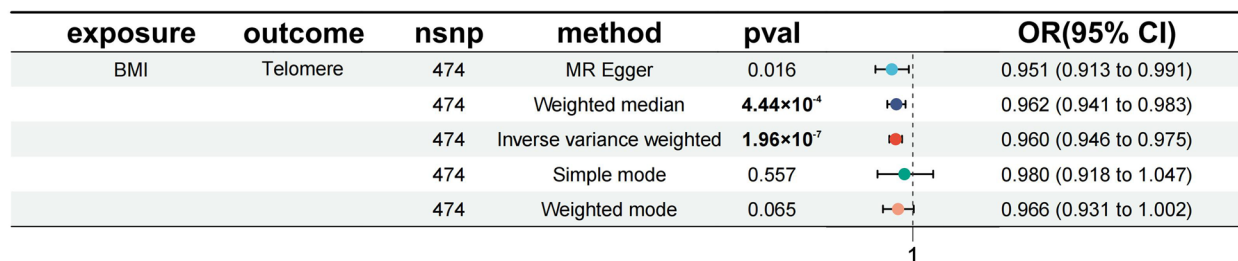 exposure outcome nsnp method pval OR(95% CI)
BMI Telomere 474 MR Egger 0.016 0.951 (0.913 to 0.991)
474 Weighted median 4.44×10⁻⁴ 0.962 (0.941 to 0.983)
474 Inverse variance weighted 1.96×10⁻⁷ 0.960 (0.946 to 0.975)
474 Simple mode 0.557 0.980 (0.918 to 1.047)
474 Weighted mode 0.065 0.966 (0.931 to 1.002)
1